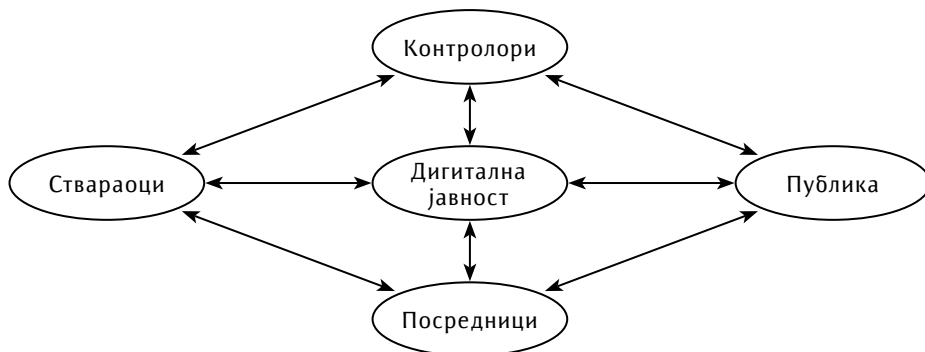 Контролори
Ствараоци
Дигитална
јавност
Публика
Посредници